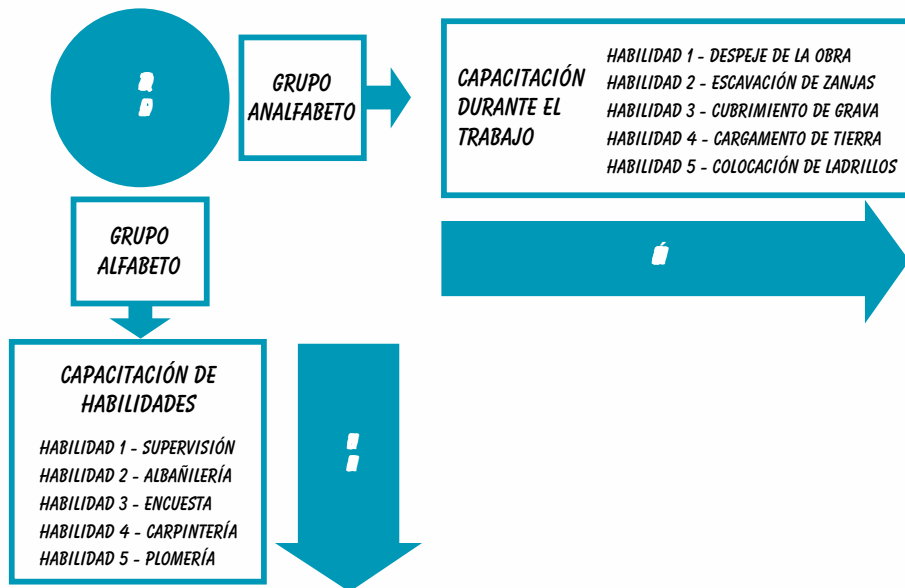 GRUPO
ANALFABETO
CAPACITACIÓN
DURANTE EL
TRABAJO
HABILIDAD 1 - DESPEJE DE LA OBRA
HABILIDAD 2 - ESCAVACIÓN DE ZANJAS
HABILIDAD 3 - CUBRIMIENTO DE GRAVA
HABILIDAD 4 - CARGAMENTO DE TIERRA
HABILIDAD 5 - COLOCACIÓN DE LADRILLOS
GRUPO
ALFABETO
CAPACITACIÓN DE
HABILIDADES
HABILIDAD 1 - SUPERVISIÓN
HABILIDAD 2 - ALBAÑILERÍA
HABILIDAD 3 - ENCUESTA
HABILIDAD 4 - CARPINTERÍA
HABILIDAD 5 - PLOMERÍA